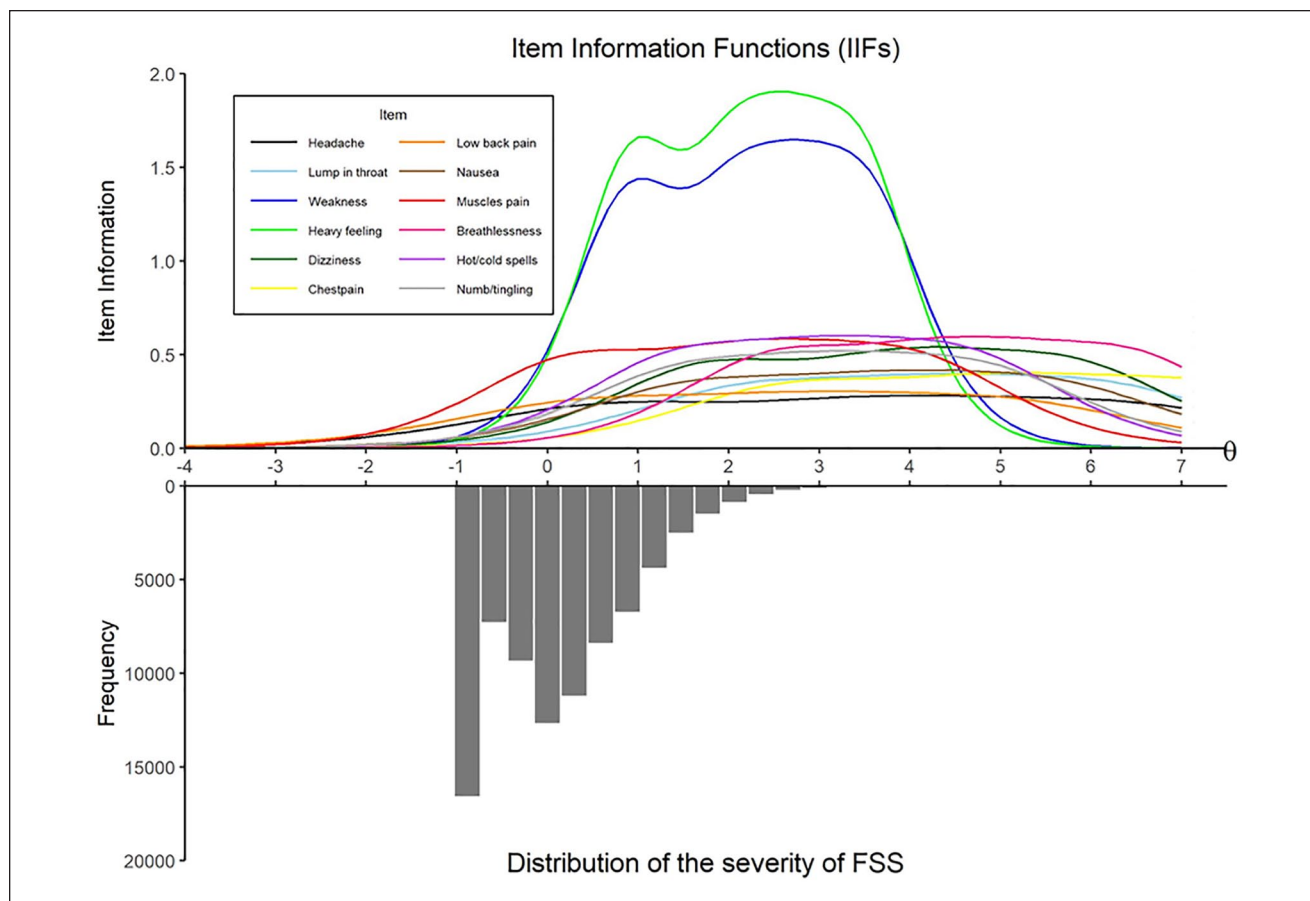 Item Information Functions (IIFs)
2.0
1.5
1.0
0.5
0.0
Item Information
Item
Headache
Low back pain
Lump in throat
Nausea
Weakness
Muscles pain
Heavy feeling
Breathlessness
Dizziness
Hot/cold spells
Chestpain
Numb/tingling
-4 -3 -2 -1 0 1 2 3 4 5 6 7
θ
0
5000
10000
15000
20000
Frequency
Distribution of the severity of FSS